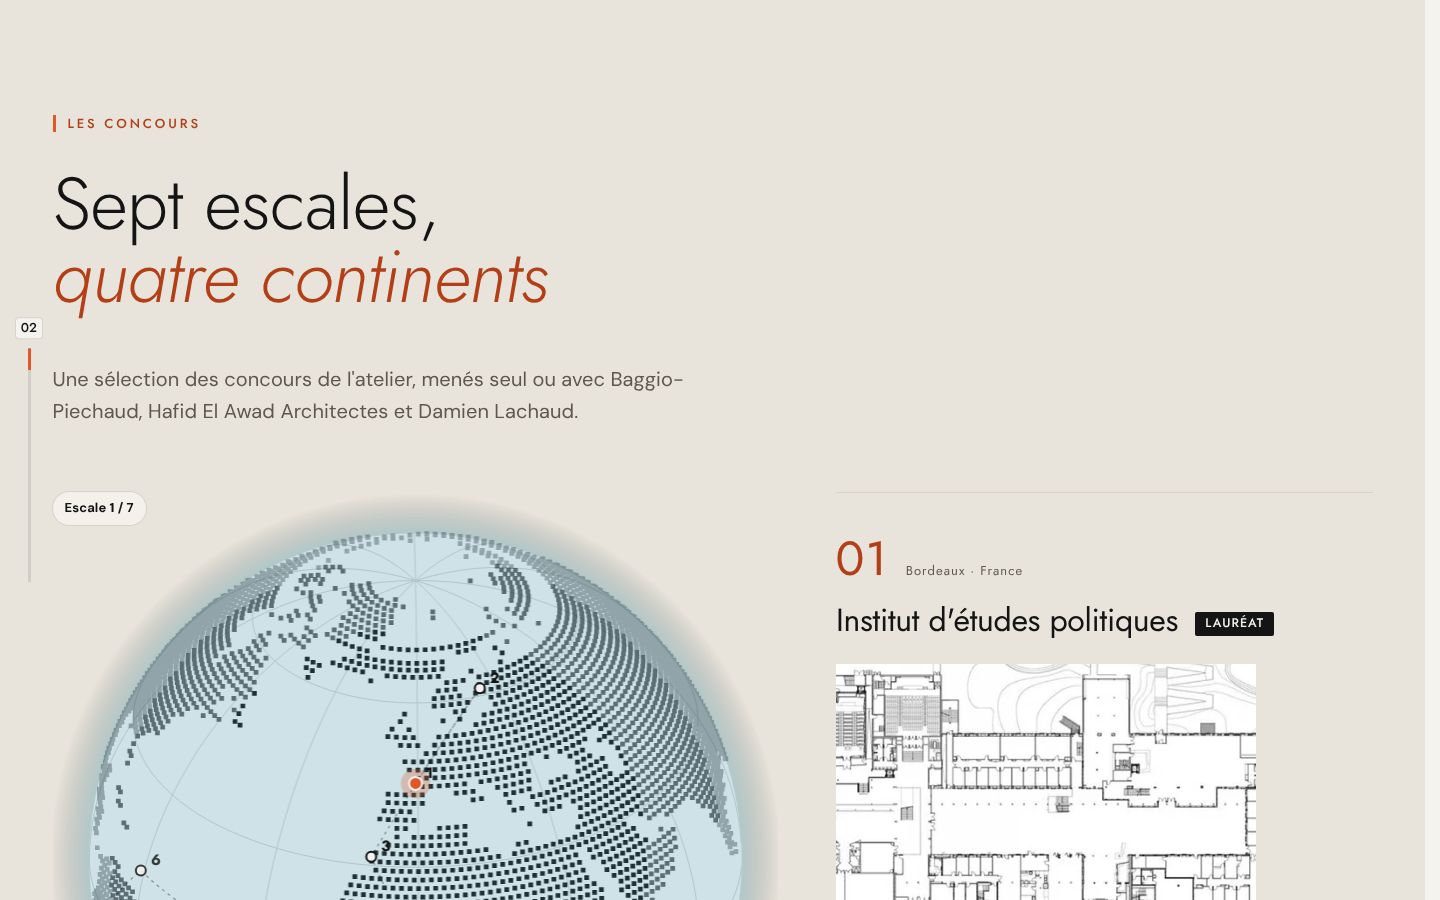 LES CONCOURS
Sept escales,
quatre continents
02
Une sélection des concours de l'atelier, menés seul ou avec Baggio-
Piechaud, Hafid El Awad Architectes et Damien Lachaud.
Escale 1 / 7
01
Bordeaux · France
Institut d'études politiques
LAURÉAT
2
3
6